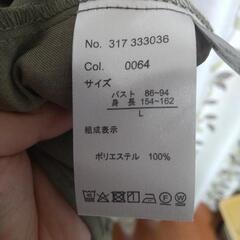 No. 317 333036
Col. 0064
サイズ
バスト 86~94
身 長 154~162
L
組成表示
ポリエステル 100%